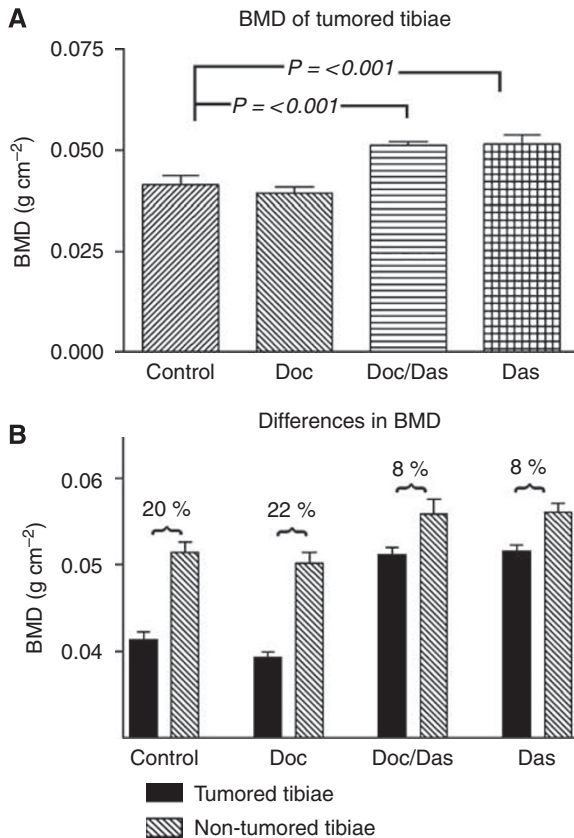 A
BMD of tumored tibiae
BMD (g cm⁻²)
0.075
0.050
0.025
0.000
P = <0.001
P = <0.001
Control
Doc
Doc/Das
Das
B
Differences in BMD
BMD (g cm⁻²)
0.06
0.05
0.04
20 %
22 %
8 %
8 %
Control
Doc
Doc/Das
Das
Tumored tibiae
Non-tumored tibiae